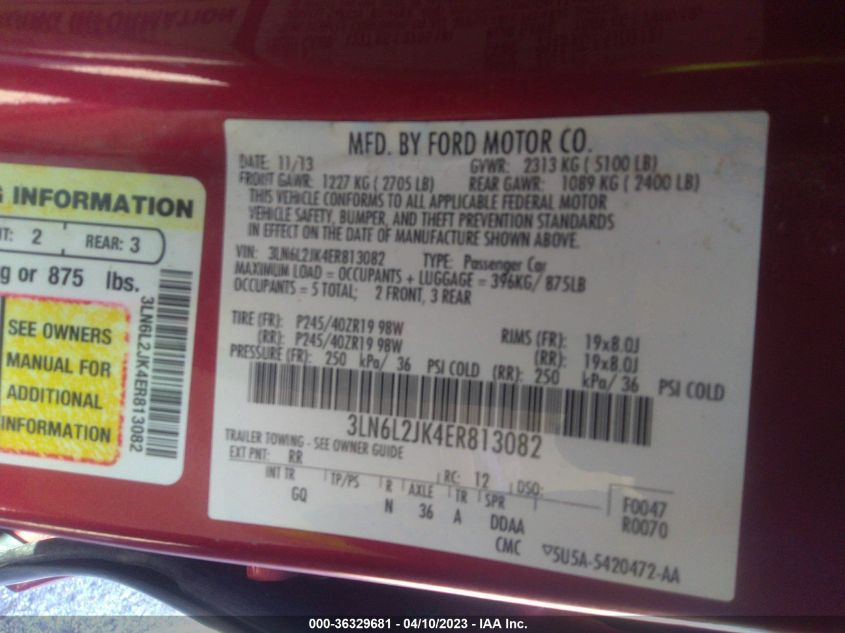 MFD. BY FORD MOTOR CO.
DATE: 11/13 GVWR: 2313 KG ( 5100 LB)
FRONT GAWR: 1227 KG ( 2705 LB) REAR GAWR: 1089 KG ( 2400 LB)
THIS VEHICLE CONFORMS TO ALL APPLICABLE FEDERAL MOTOR
VEHICLE SAFETY, BUMPER, AND THEFT PREVENTION STANDARDS
IN EFFECT ON THE DATE OF MANUFACTURE SHOWN ABOVE.
VIN: 3LN6L2JK4ER813082 TYPE: Passenger Car
MAXIMUM LOAD = OCCUPANTS + LUGGAGE = 396KG/ 875LB
OCCUPANTS = 5 TOTAL; 2 FRONT, 3 REAR
TIRE (FR): P245/40ZR19 98W RIMS (FR): 19x8.0J
(RR): P245/40ZR19 98W (RR): 19x8.0J
PRESSURE (FR): 250 kPa/ 36 PSI COLD (RR): 250 kPa/ 36 PSI COLD
3LN6L2JK4ER813082
TRAILER TOWING - SEE OWNER GUIDE
EXT PNT: RR RC: 12 DSO:
INT TR TP/PS R AXLE TR SPR F0047
GQ N 36 A DDAA R0070
CMC 5U5A-5420472-AA
G INFORMATION
NT: 2 REAR: 3
g or 875 lbs.
SEE OWNERS
MANUAL FOR
ADDITIONAL
INFORMATION
3LN6L2JK4ER813082
000-36329681 - 04/10/2023 - IAA Inc.